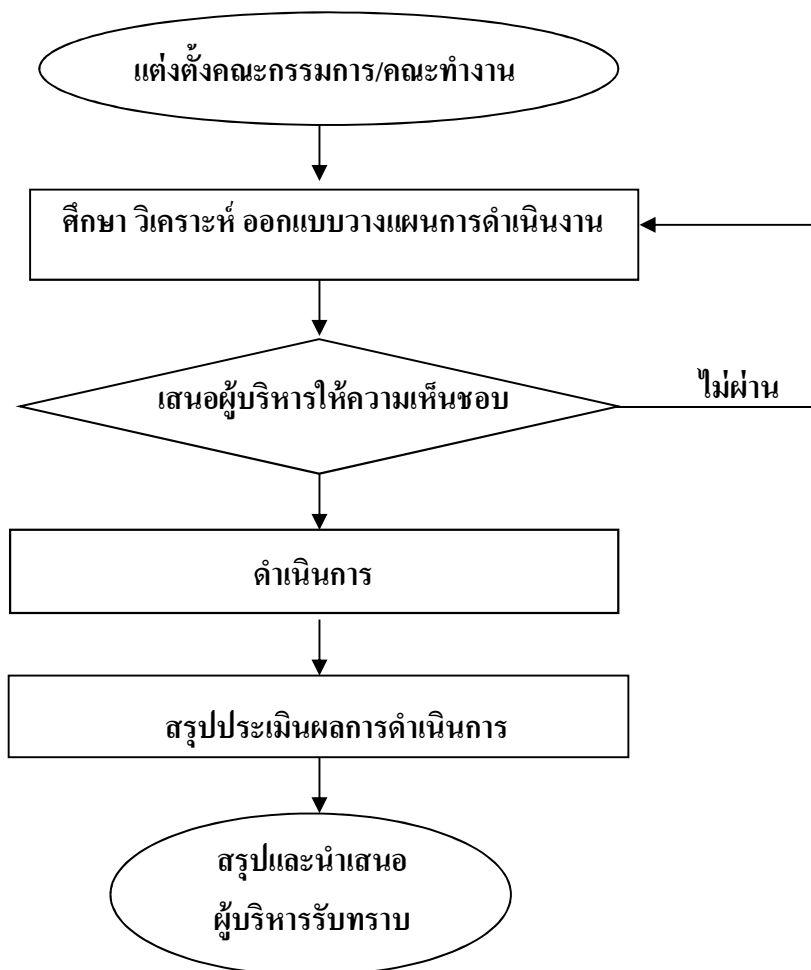 แต่งตั้งคณะกรรมการ/คณะทำงาน
ศึกษา วิเคราะห์ ออกแบบวางแผนการดำเนินงาน
เสนอผู้บริหารให้ความเห็นชอบ
ไม่ผ่าน
ดำเนินการ
สรุปประเมินผลการดำเนินการ
สรุปและนำเสนอ
ผู้บริหารรับทราบ